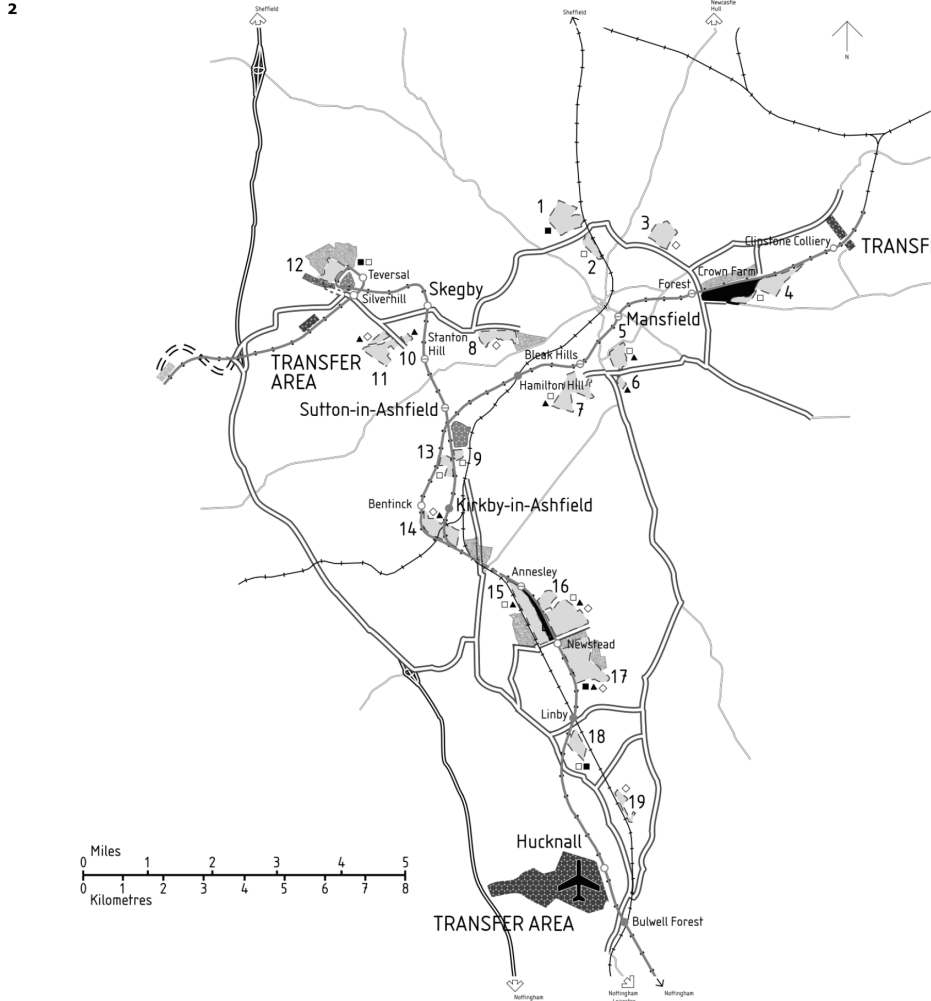 2
Sheffield
Sheffield
Newcastle
Hull
N
1
3
2
Clipstone Colliery
TRANSF
Crown Farm
Forest
4
12
Teversal
Silverhill
Skegby
Mansfield
5
Stanton
Hill
8
10
11
TRANSFER
AREA
Bleak Hills
Hamilton Hill
6
7
Sutton-in-Ashfield
13
9
Bentinck
Kirkby-in-Ashfield
14
Annesley
15
16
Newstead
17
Linby
18
19
Hucknall
Miles
0 1 2 3 4 5
0 1 2 3 4 5 6 7 8
Kilometres
TRANSFER AREA
Bulwell Forest
Nottingham
Nottingham
Leicester
Nottingham